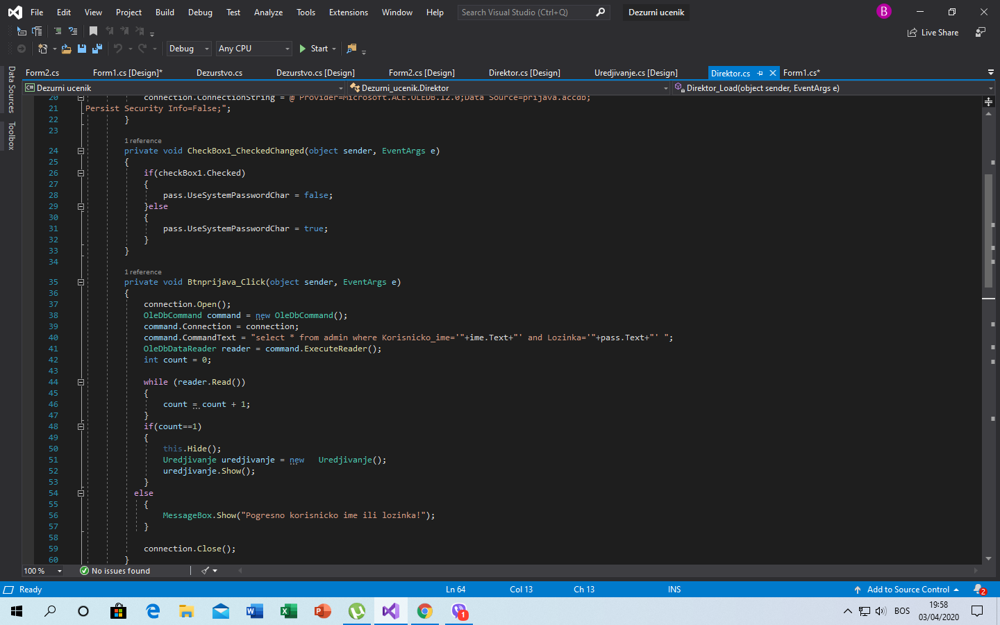 File Edit View Project Build Debug Test Analyze Tools Extensions Window Help Search Visual Studio (Ctrl+Q) Dezurni ucenik B
Live Share
Debug Any CPU Start
Form2.cs Form1.cs [Design]* Dezurstvo.cs Dezurstvo.cs [Design] Form2.cs [Design] Direktor.cs [Design] Uredjivanje.cs [Design] Direktor.cs Form1.cs*
C# Dezurni ucenik Dezurni_ucenik.Direktor Direktor_Load(object sender, EventArgs e)
Data Sources
Toolbox
20 connection.ConnectionString = @"Provider=Microsoft.ACE.OLEDB.12.0;Data Source=prijava.accdb;
21 Persist Security Info=False;";
22 }
23
1 reference
24 private void CheckBox1_CheckedChanged(object sender, EventArgs e)
25 {
26 if(checkBox1.Checked)
27 {
28 pass.UseSystemPasswordChar = false;
29 }else
30 {
31 pass.UseSystemPasswordChar = true;
32 }
33 }
34
1 reference
35 private void Btnprijava_Click(object sender, EventArgs e)
36 {
37 connection.Open();
38 OleDbCommand command = new OleDbCommand();
39 command.Connection = connection;
40 command.CommandText = "select * from admin where Korisnicko_ime='"+ime.Text+"' and Lozinka='"+pass.Text+"' ";
41 OleDbDataReader reader = command.ExecuteReader();
42 int count = 0;
43
44 while (reader.Read())
45 {
46 count = count + 1;
47 }
48 if(count==1)
49 {
50 this.Hide();
51 Uredjivanje uredjivanje = new Uredjivanje();
52 uredjivanje.Show();
53 }
54 else
55 {
56 MessageBox.Show("Pogresno korisnicko ime ili lozinka!");
57 }
58
59 connection.Close();
60 }
100 % No issues found
Ready Ln 64 Col 13 Ch 13 INS Add to Source Control 2
1 BOS 19:58
03/04/2020